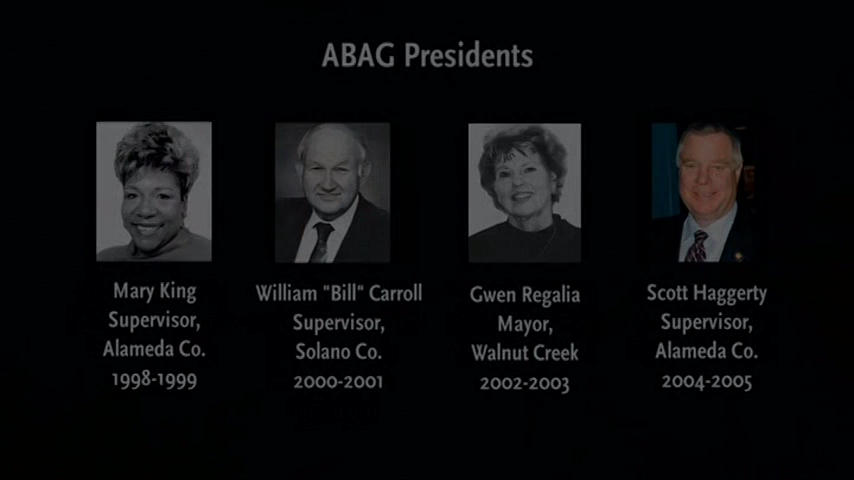 ABAG Presidents
Mary King
Supervisor,
Alameda Co.
1998-1999
William "Bill" Carroll
Supervisor,
Solano Co.
2000-2001
Gwen Regalia
Mayor,
Walnut Creek
2002-2003
Scott Haggerty
Supervisor,
Alameda Co.
2004-2005